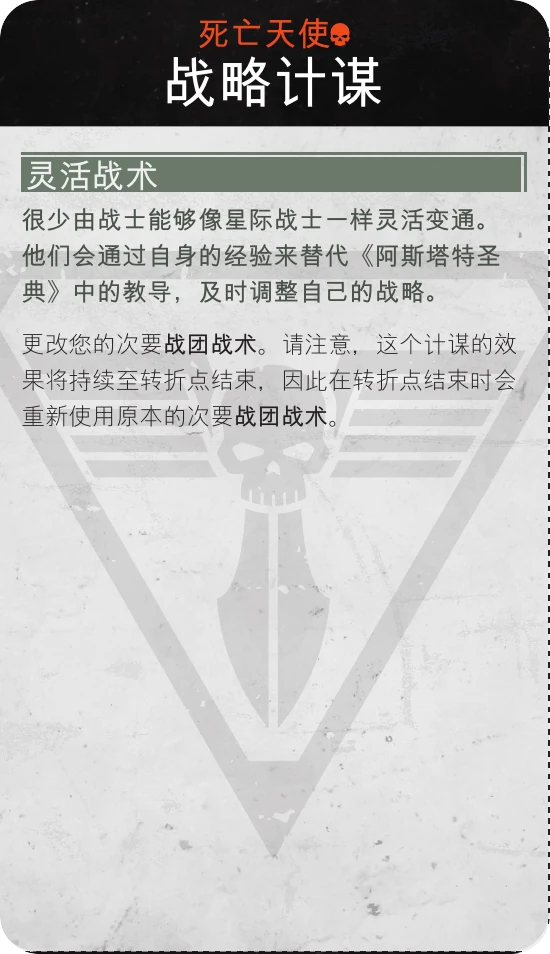 死亡天使
战略计谋
灵活战术
很少由战士能够像星际战士一样灵活变通。
他们会通过自身的经验来替代《阿斯塔特圣
典》中的教导，及时调整自己的战略。
更改您的次要战团战术。请注意，这个计谋的效
果将持续至转折点结束，因此在转折点结束时会
重新使用原本的次要战团战术。